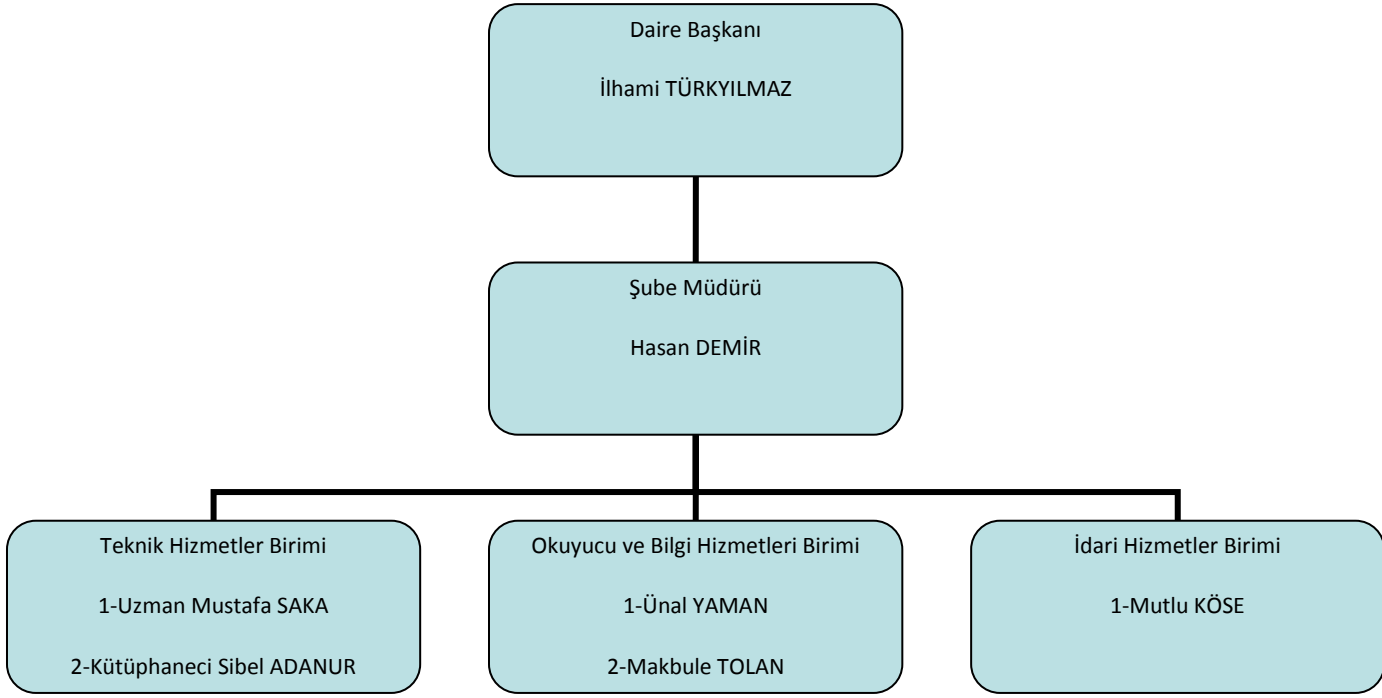 Daire Başkanı
İlhami TÜRKYILMAZ
Şube Müdürü
Hasan DEMİR
Teknik Hizmetler Birimi
1-Uzman Mustafa SAKA
2-Kütüphaneci Sibel ADANUR
Okuyucu ve Bilgi Hizmetleri Birimi
1-Ünal YAMAN
2-Makbule TOLAN
İdari Hizmetler Birimi
1-Mutlu KÖSE